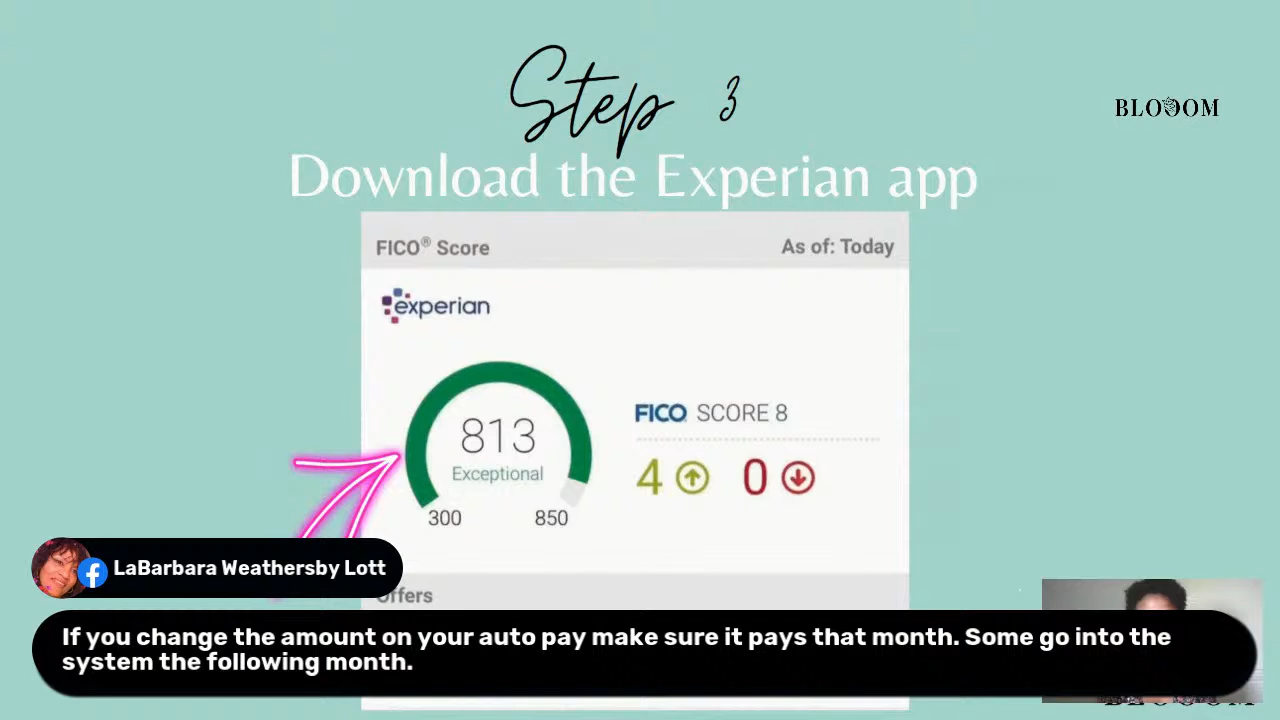 Step 3
BLOOOM
Download the Experian app
FICO® Score
As of: Today
experian
813
Exceptional
300
850
FICO SCORE 8
4
0
LaBarbara Weathersby Lott
Offers
If you change the amount on your auto pay make sure it pays that month. Some go into the
system the following month.